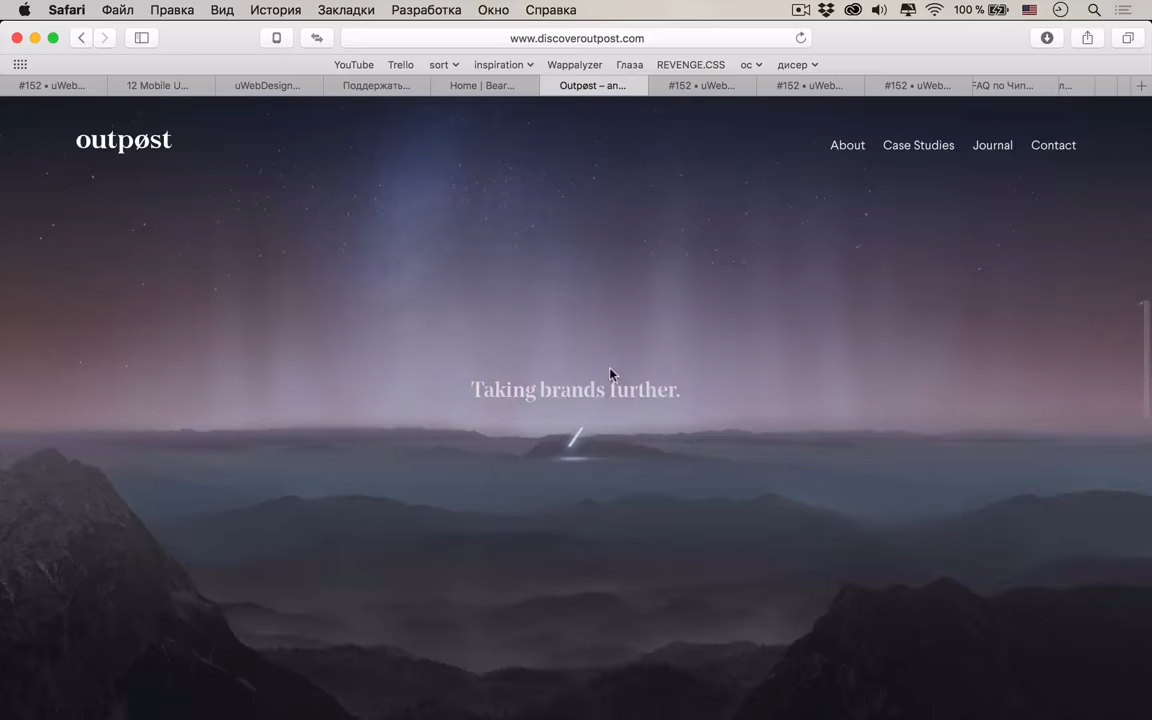 Safari Файл Правка Вид История Закладки Разработка Окно Справка 100 %
www.discoveroutpost.com
YouTube Trello sort inspiration Wappalyzer Глаза REVENGE.CSS ос дисер
#152 • uWeb... 12 Mobile U... uWebDesign... Поддержать... Home | Bear... Outpøst – an... #152 • uWeb... #152 • uWeb... #152 • uWeb... FAQ по Чип... л...
outpøst
About Case Studies Journal Contact
Taking brands further.